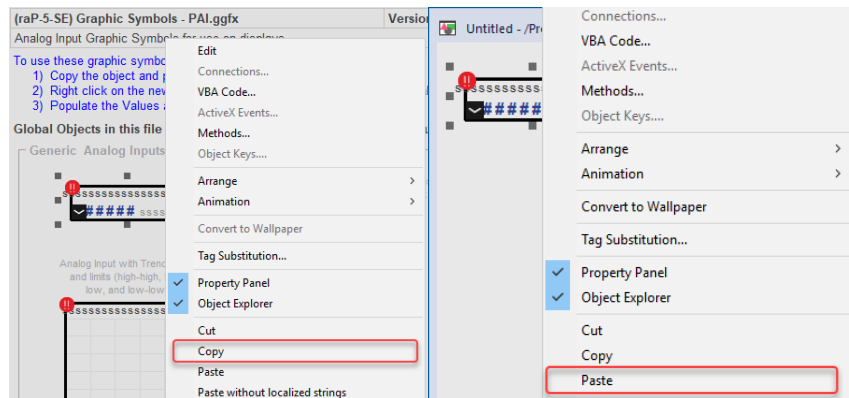 (raP-5-SE) Graphic Symbols - PAI.ggfx
Versio
Analog Input Graphic Symbols for use on displays
To use these graphic symbo
1) Copy the object and p
2) Right click on the new
3) Populate the Values a
Global Objects in this file
Generic Analog Inputs
!!
sssssssssssssss
##### ssss
Analog Input with Trend
and limits (high-high,
low, and low-low
!!
sssssssssssssss
Edit
Connections...
VBA Code...
ActiveX Events...
Methods...
Object Keys....
Arrange
Animation
Convert to Wallpaper
Tag Substitution...
Property Panel
Object Explorer
Cut
Copy
Paste
Paste without localized strings
Untitled - /Pr
!!
sssssssss
#####
Connections...
VBA Code...
ActiveX Events...
Methods...
Object Keys....
Arrange
Animation
Convert to Wallpaper
Tag Substitution...
Property Panel
Object Explorer
Cut
Copy
Paste